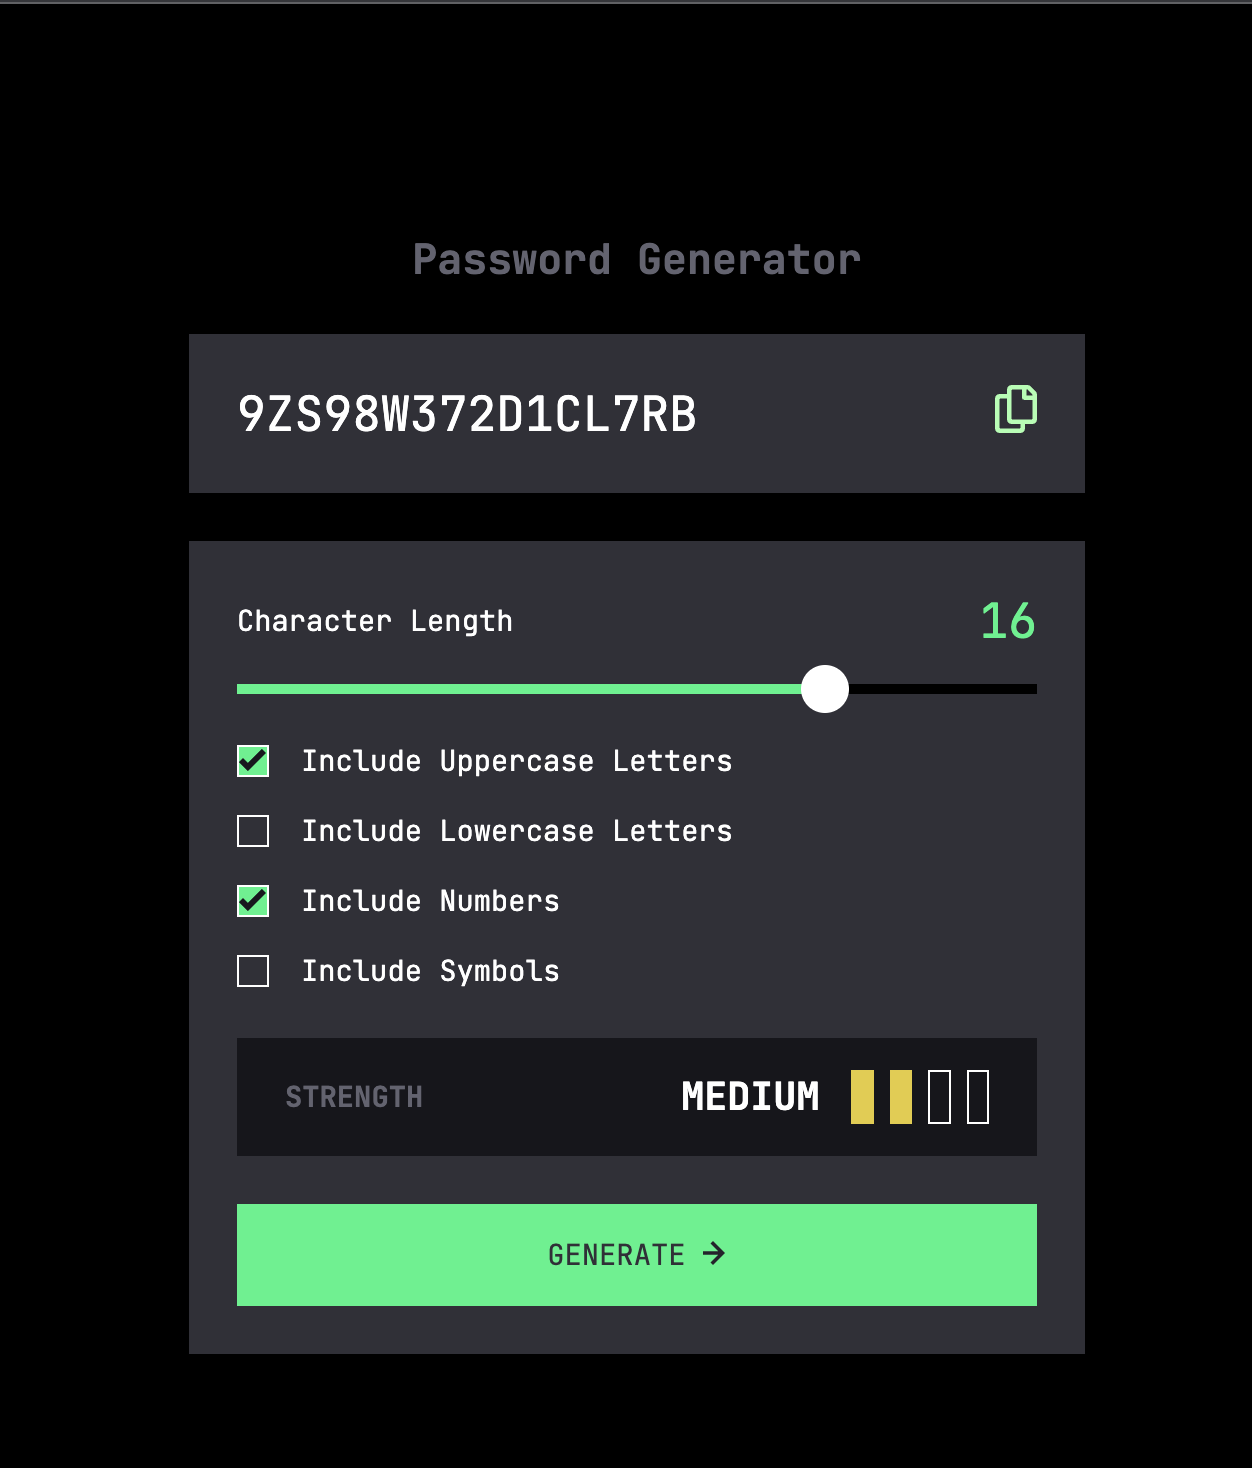 Password Generator
9ZS98W372D1CL7RB
Character Length 16
Include Uppercase Letters
Include Lowercase Letters
Include Numbers
Include Symbols
STRENGTH MEDIUM
GENERATE →